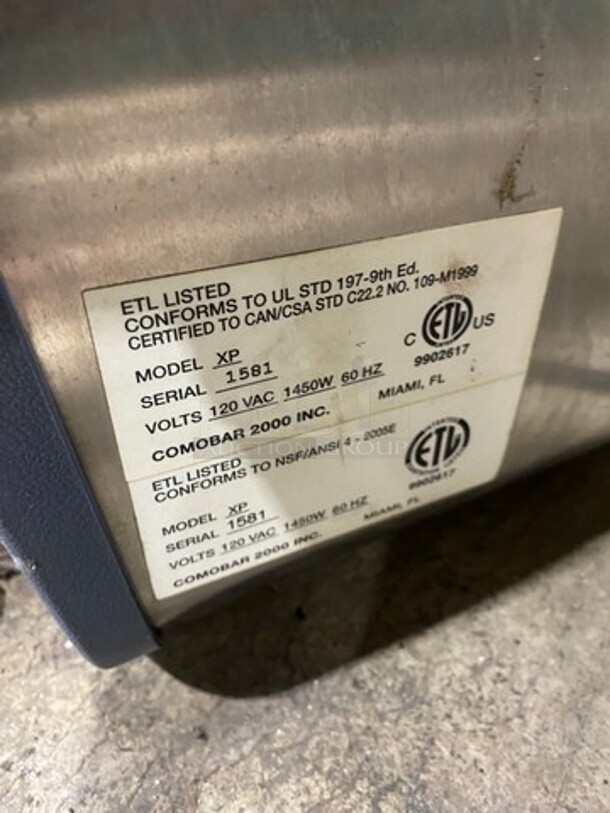 ETL LISTED
CONFORMS TO UL STD 197-9th Ed.
CERTIFIED TO CAN/CSA STD C22.2 NO. 109-M1999
MODEL XP
SERIAL 1581
C ETL US
9902617
VOLTS 120 VAC 1450W 60 HZ
COMOBAR 2000 INC. MIAMI, FL
ETL LISTED
CONFORMS TO NSF/ANSI 4 - 2005E
ETL
9902617
MODEL XP
SERIAL 1581
VOLTS 120 VAC 1450W 60 HZ
COMOBAR 2000 INC. MIAMI, FL